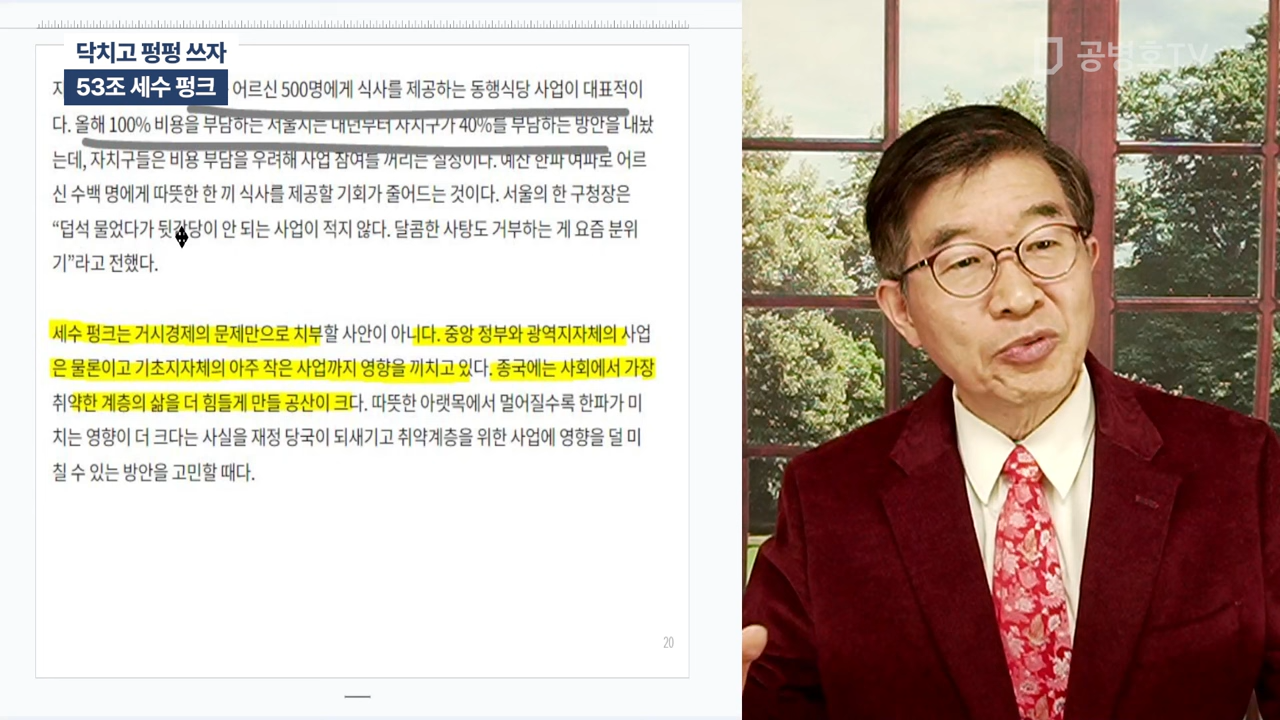 닥치고 펑펑 쓰자
53조 세수 펑크
공병호TV
어르신 500명에게 식사를 제공하는 동행식당 사업이 대표적이
다. 올해 100% 비용을 부담하는 서울시는 내년부터 자치구가 40%를 부담하는 방안을 내놨
는데, 자치구들은 비용 부담을 우려해 사업 참여를 꺼리는 실정이다. 예산 한파 여파로 어르
신 수백 명에게 따뜻한 한 끼 식사를 제공할 기회가 줄어드는 것이다. 서울의 한 구청장은
“덥석 물었다가 뒷감당이 안 되는 사업이 적지 않다. 달콤한 사탕도 거부하는 게 요즘 분위
기”라고 전했다.
세수 펑크는 거시경제의 문제만으로 치부할 사안이 아니다. 중앙 정부와 광역지자체의 사업
은 물론이고 기초지자체의 아주 작은 사업까지 영향을 끼치고 있다. 종국에는 사회에서 가장
취약한 계층의 삶을 더 힘들게 만들 공산이 크다. 따뜻한 아랫목에서 멀어질수록 한파가 미
치는 영향이 더 크다는 사실을 재정 당국이 되새기고 취약계층을 위한 사업에 영향을 덜 미
칠 수 있는 방안을 고민할 때다.
20